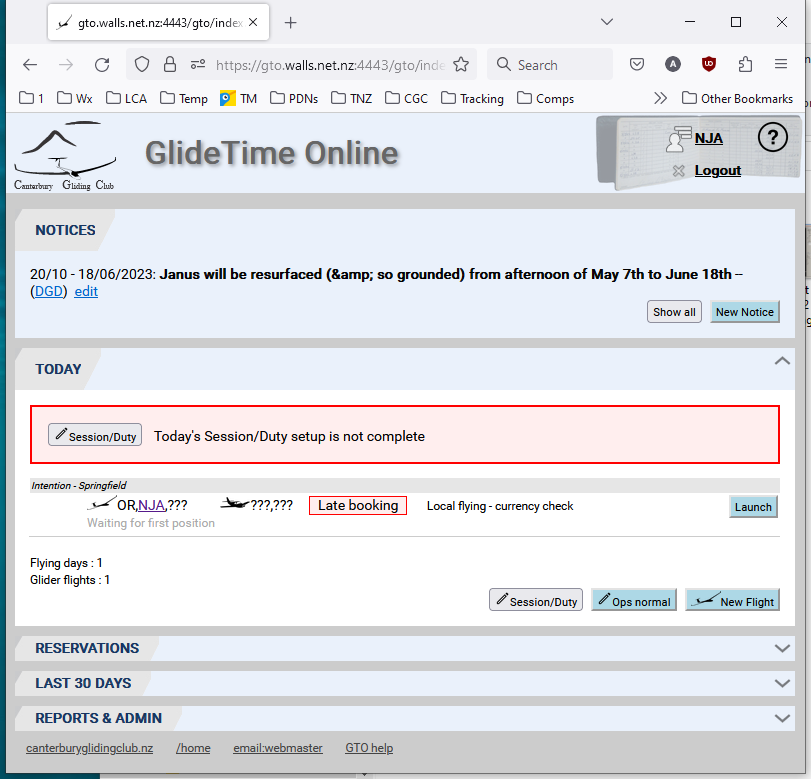 gto.walls.net.nz:4443/gto/index
https://gto.walls.net.nz:4443/gto/inde
Search
A
1
Wx
LCA
Temp
TM
PDNs
TNZ
CGC
Tracking
Comps
Other Bookmarks
Canterbury Gliding Club
GlideTime Online
NJA
?
Logout
NOTICES
20/10 - 18/06/2023: Janus will be resurfaced (&amp; so grounded) from afternoon of May 7th to June 18th --
(DGD) edit
Show all
New Notice
TODAY
Session/Duty
Today's Session/Duty setup is not complete
Intention - Springfield
OR,NJA,???
???,???
Late booking
Local flying - currency check
Launch
Waiting for first position
Flying days : 1
Glider flights : 1
Session/Duty
Ops normal
New Flight
RESERVATIONS
LAST 30 DAYS
REPORTS & ADMIN
canterburyglidingclub.nz
/home
email:webmaster
GTO help